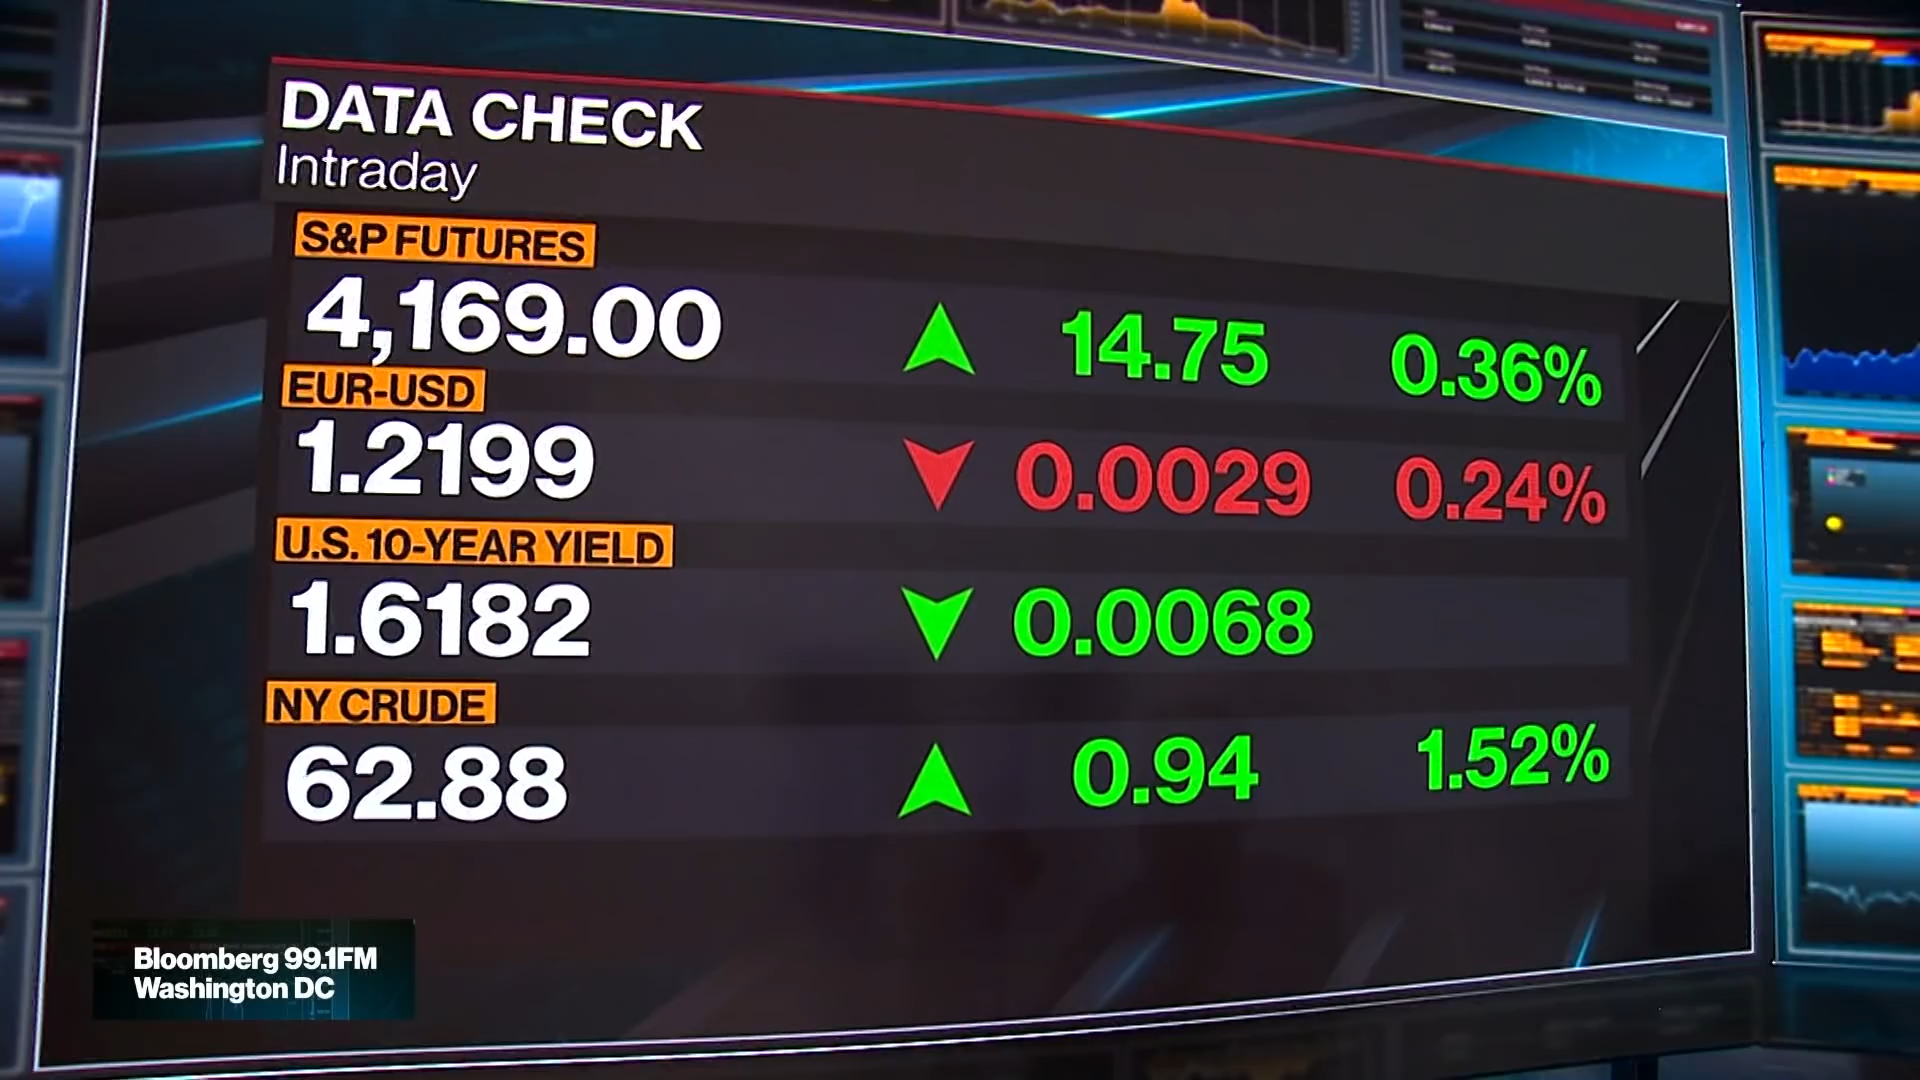 DATA CHECK
Intraday
S&P FUTURES
4,169.00 ▲ 14.75 0.36%
EUR-USD
1.2199 ▼ 0.0029 0.24%
U.S. 10-YEAR YIELD
1.6182 ▼ 0.0068
NY CRUDE
62.88 ▲ 0.94 1.52%
Bloomberg 99.1FM
Washington DC